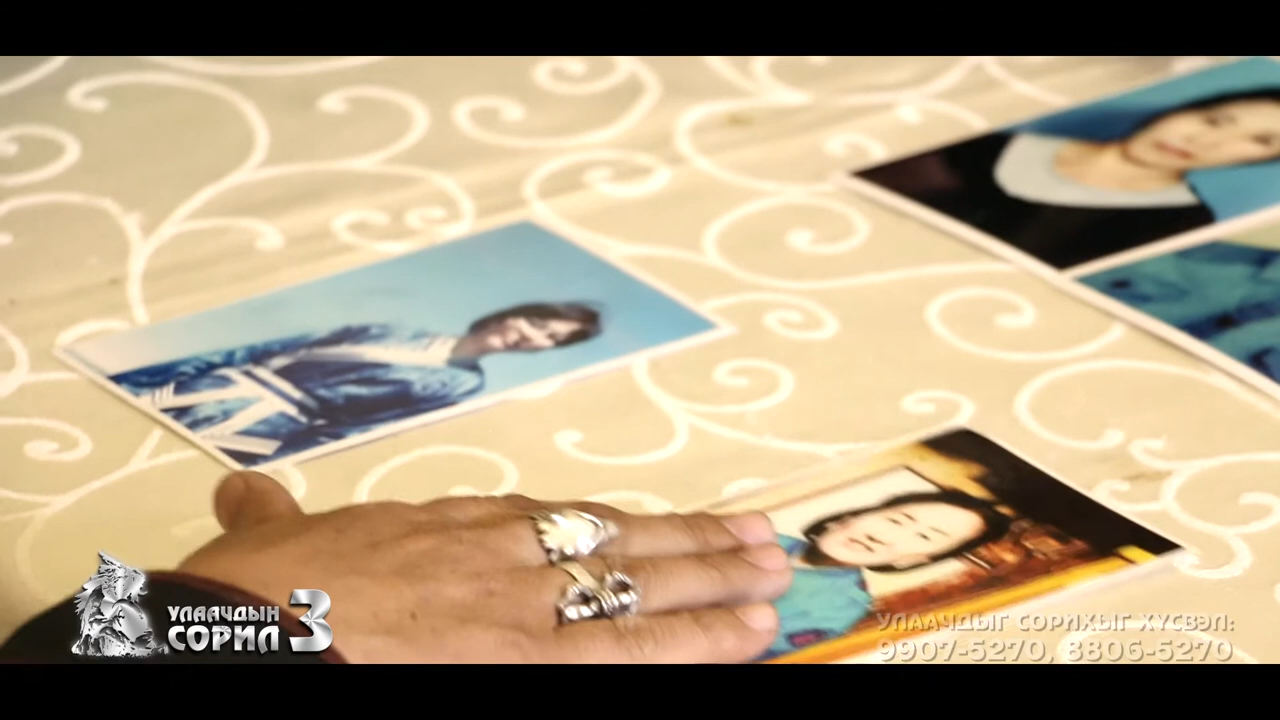 УЛААЧДЫН
СОРИЛ 3
УЛААЧДЫГ СОРИХЫГ ХҮСВЭЛ:
9907-5270, 8806-5270